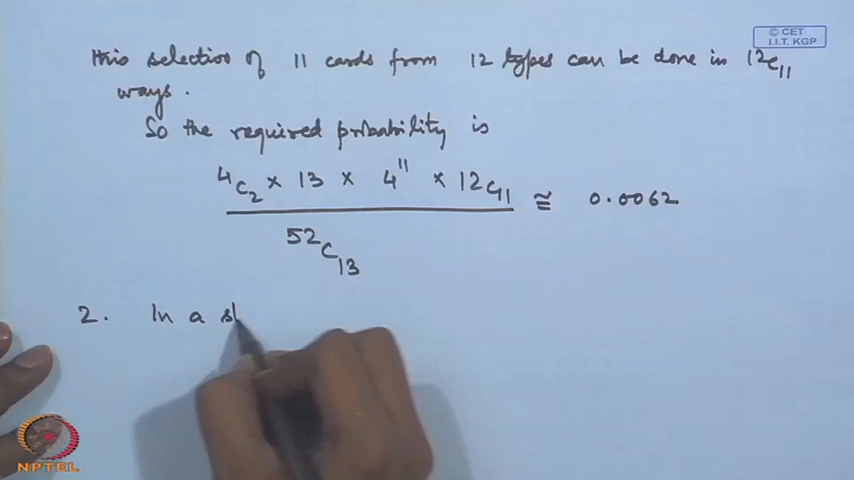 © CET
I.I.T. KGP
this selection of 11 cards from 12 types can be done in 12C11
ways.
So the required probability is
4C2 × 13 × 4^11 × 12C11
≅ 0.0062
52C13
2. In a
NPTEL